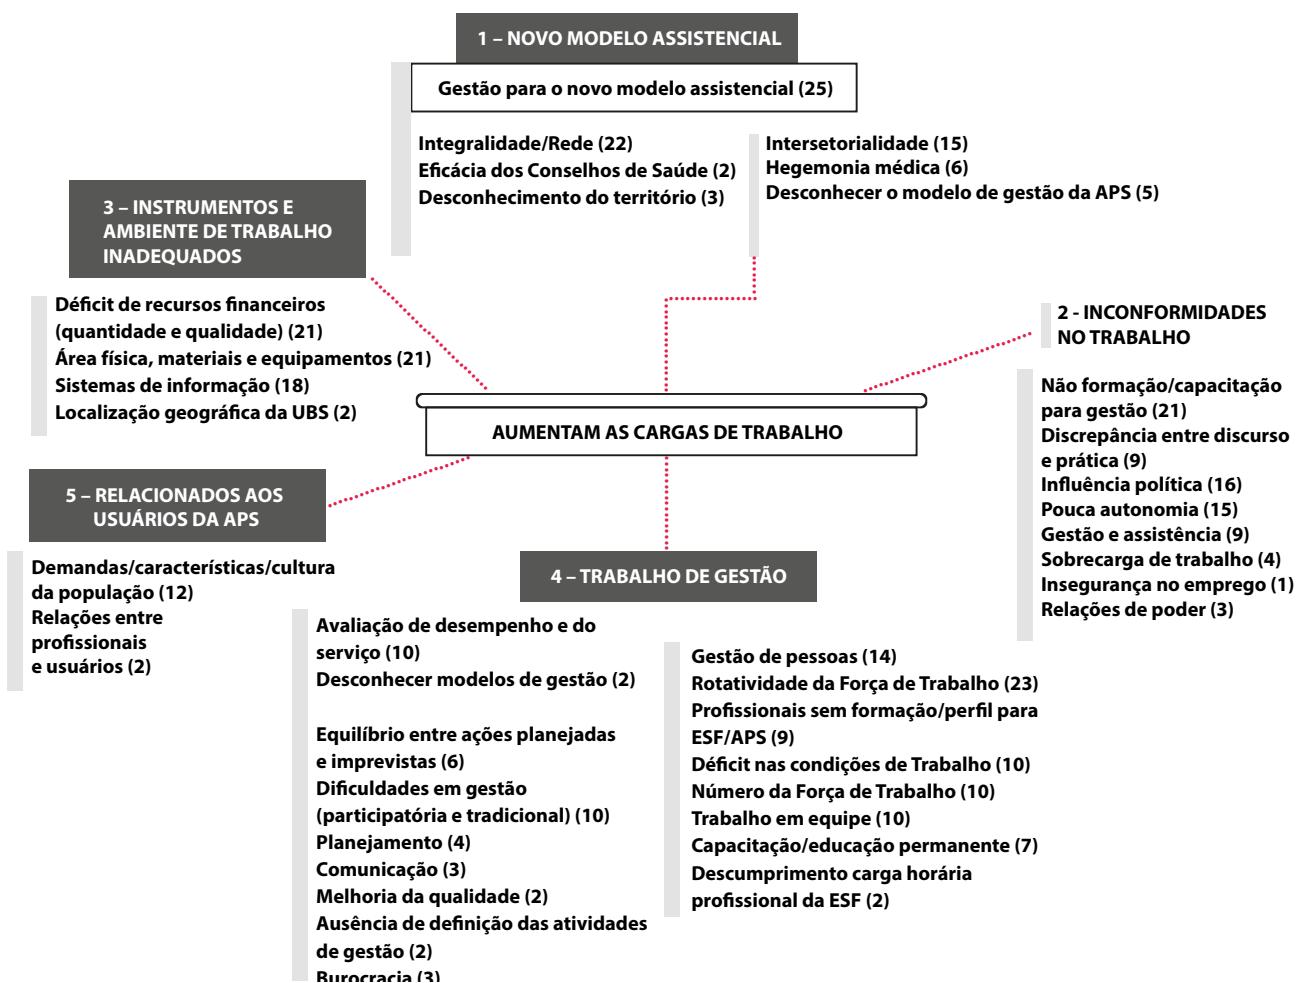 1 – NOVO MODELO ASSISTENCIAL
Gestão para o novo modelo assistencial (25)
Integralidade/Rede (22)
Eficácia dos Conselhos de Saúde (2)
Desconhecimento do território (3)
Intersetorialidade (15)
Hegemonia médica (6)
Desconhecer o modelo de gestão da APS (5)
3 – INSTRUMENTOS E
AMBIENTE DE TRABALHO
INADEQUADOS
Déficit de recursos financeiros
(quantidade e qualidade) (21)
Área física, materiais e equipamentos (21)
Sistemas de informação (18)
Localização geográfica da UBS (2)
2 - INCONFORMIDADES
NO TRABALHO
Não formação/capacitação
para gestão (21)
Discrepância entre discurso
e prática (9)
Influência política (16)
Pouca autonomia (15)
Gestão e assistência (9)
Sobrecarga de trabalho (4)
Insegurança no emprego (1)
Relações de poder (3)
AUMENTAM AS CARGAS DE TRABALHO
5 – RELACIONADOS AOS
USUÁRIOS DA APS
Demandas/características/cultura
da população (12)
Relações entre
profissionais
e usuários (2)
4 – TRABALHO DE GESTÃO
Avaliação de desempenho e do
serviço (10)
Desconhecer modelos de gestão (2)
Equilíbrio entre ações planejadas
e imprevistas (6)
Dificuldades em gestão
(participatória e tradicional) (10)
Planejamento (4)
Comunicação (3)
Melhoria da qualidade (2)
Ausência de definição das atividades
de gestão (2)
Burocracia (3)
Gestão de pessoas (14)
Rotatividade da Força de Trabalho (23)
Profissionais sem formação/perfil para
ESF/APS (9)
Déficit nas condições de Trabalho (10)
Número da Força de Trabalho (10)
Trabalho em equipe (10)
Capacitação/educação permanente (7)
Descumprimento carga horária
profissional da ESF (2)